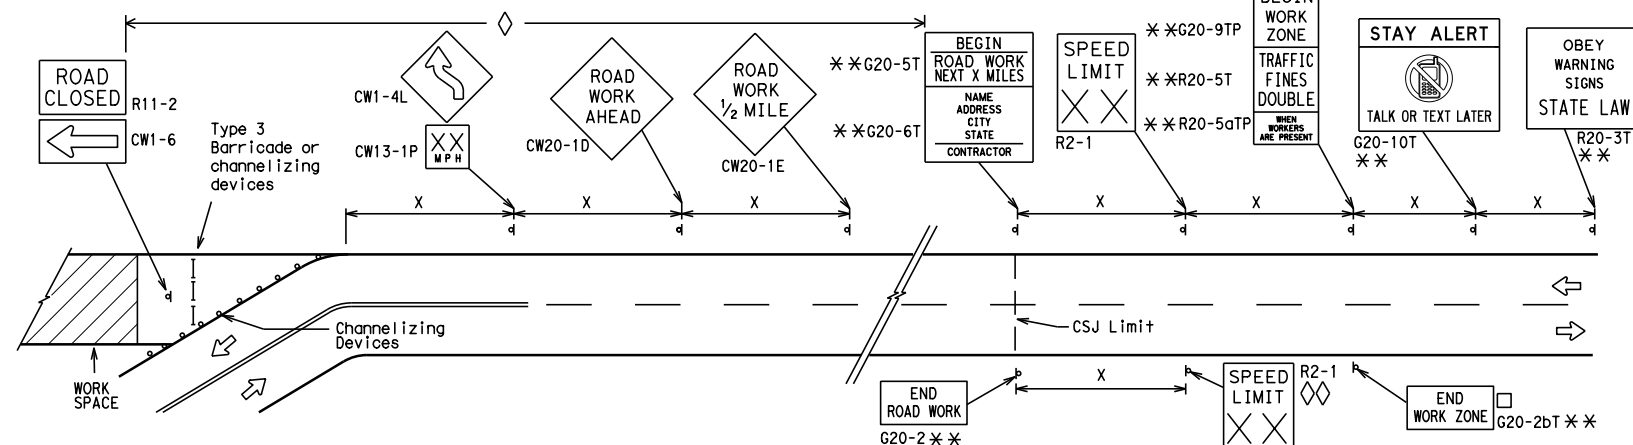 ROAD
CLOSED
R11-2
CW1-6
Type 3
Barricade or
channelizing
devices
CW1-4L
XX
MPH
CW13-1P
ROAD
WORK
AHEAD
CW20-1D
ROAD
WORK
1/2 MILE
CW20-1E
**G20-5T
BEGIN
ROAD WORK
NEXT X MILES
**G20-6T
NAME
ADDRESS
CITY
STATE
CONTRACTOR
SPEED
LIMIT
XX
R2-1
**G20-9TP
BEGIN
WORK
ZONE
**R20-5T
TRAFFIC
FINES
DOUBLE
**R20-5aTP
WHEN
WORKERS
ARE PRESENT
STAY ALERT
TALK OR TEXT LATER
G20-10T
**
OBEY
WARNING
SIGNS
STATE LAW
R20-3T
**
X X X X X X X
Channelizing
Devices
CSJ Limit
WORK
SPACE
END
ROAD WORK
G20-2**
X
SPEED
LIMIT
XX
R2-1
END
WORK ZONE
G20-2bT **